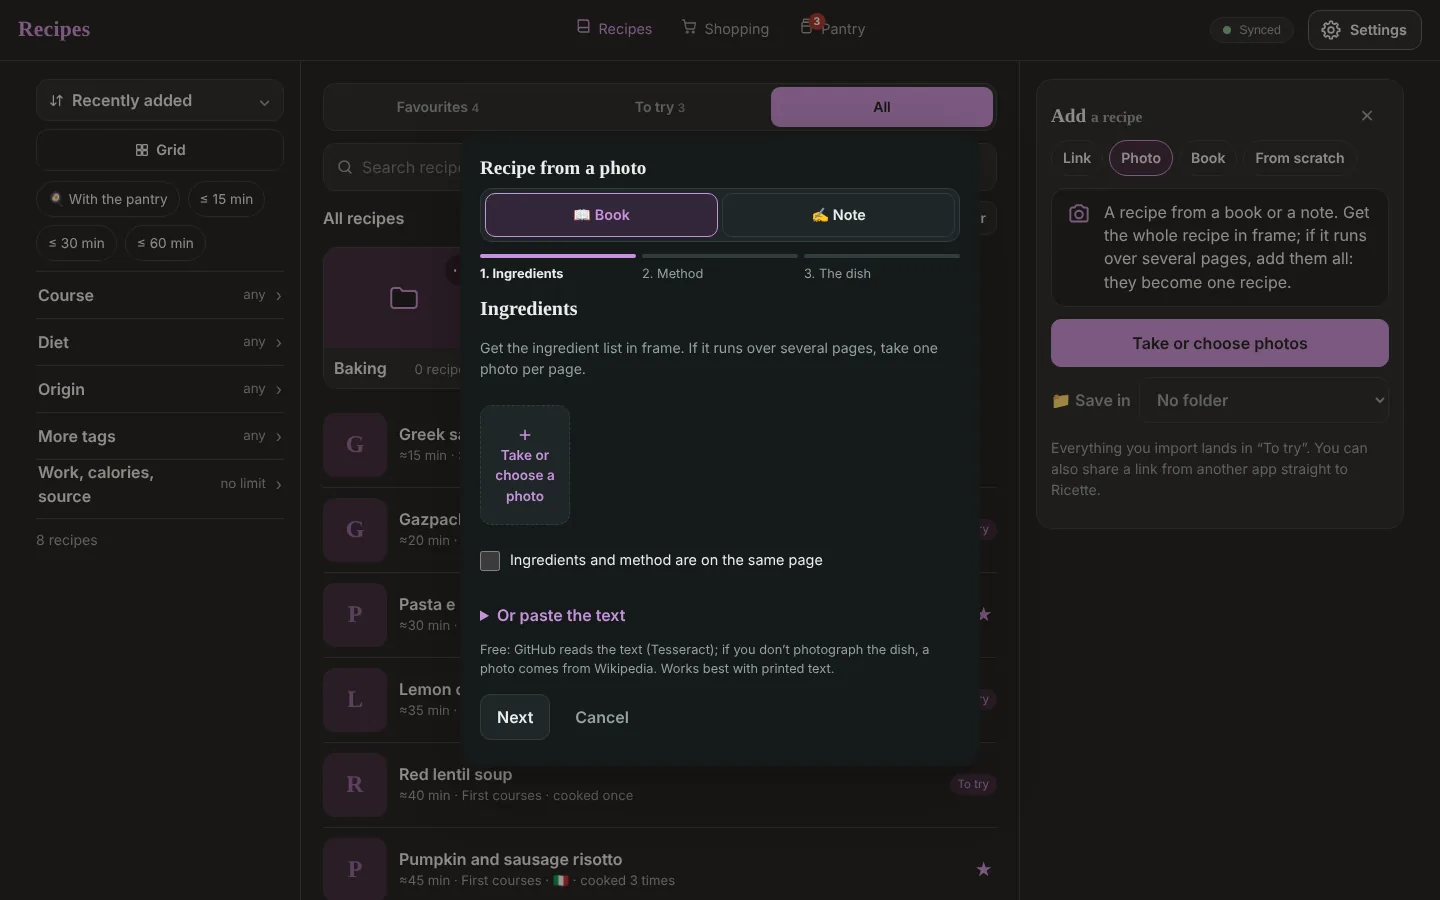 Recipes
Recipes
Shopping
3
Pantry
Synced
Settings
Recently added
Grid
With the pantry
≤ 15 min
≤ 30 min
≤ 60 min
Course any
Diet any
Origin any
More tags any
Work, calories,
source
no limit
8 recipes
Favourites 4
To try 3
All
Search recipe
All recipes
r
Baking
0 recip
G
Greek sa
≈15 min ·
G
Gazpac
≈20 min ·
ry
P
Pasta e
≈30 min ·
L
Lemon c
≈35 min ·
ry
R
Red lentil soup
≈40 min · First courses · cooked once
To try
P
Pumpkin and sausage risotto
≈45 min · First courses · 🇮🇹 · cooked 3 times
Recipe from a photo
📖 Book
✍️ Note
1. Ingredients
2. Method
3. The dish
Ingredients
Get the ingredient list in frame. If it runs over several pages, take one
photo per page.
+
Take or
choose a
photo
Ingredients and method are on the same page
Or paste the text
Free: GitHub reads the text (Tesseract); if you don’t photograph the dish, a
photo comes from Wikipedia. Works best with printed text.
Next
Cancel
Add a recipe
Link
Photo
Book
From scratch
A recipe from a book or a note. Get
the whole recipe in frame; if it runs
over several pages, add them all:
they become one recipe.
Take or choose photos
📁 Save in
No folder
Everything you import lands in “To try”. You can
also share a link from another app straight to
Ricette.